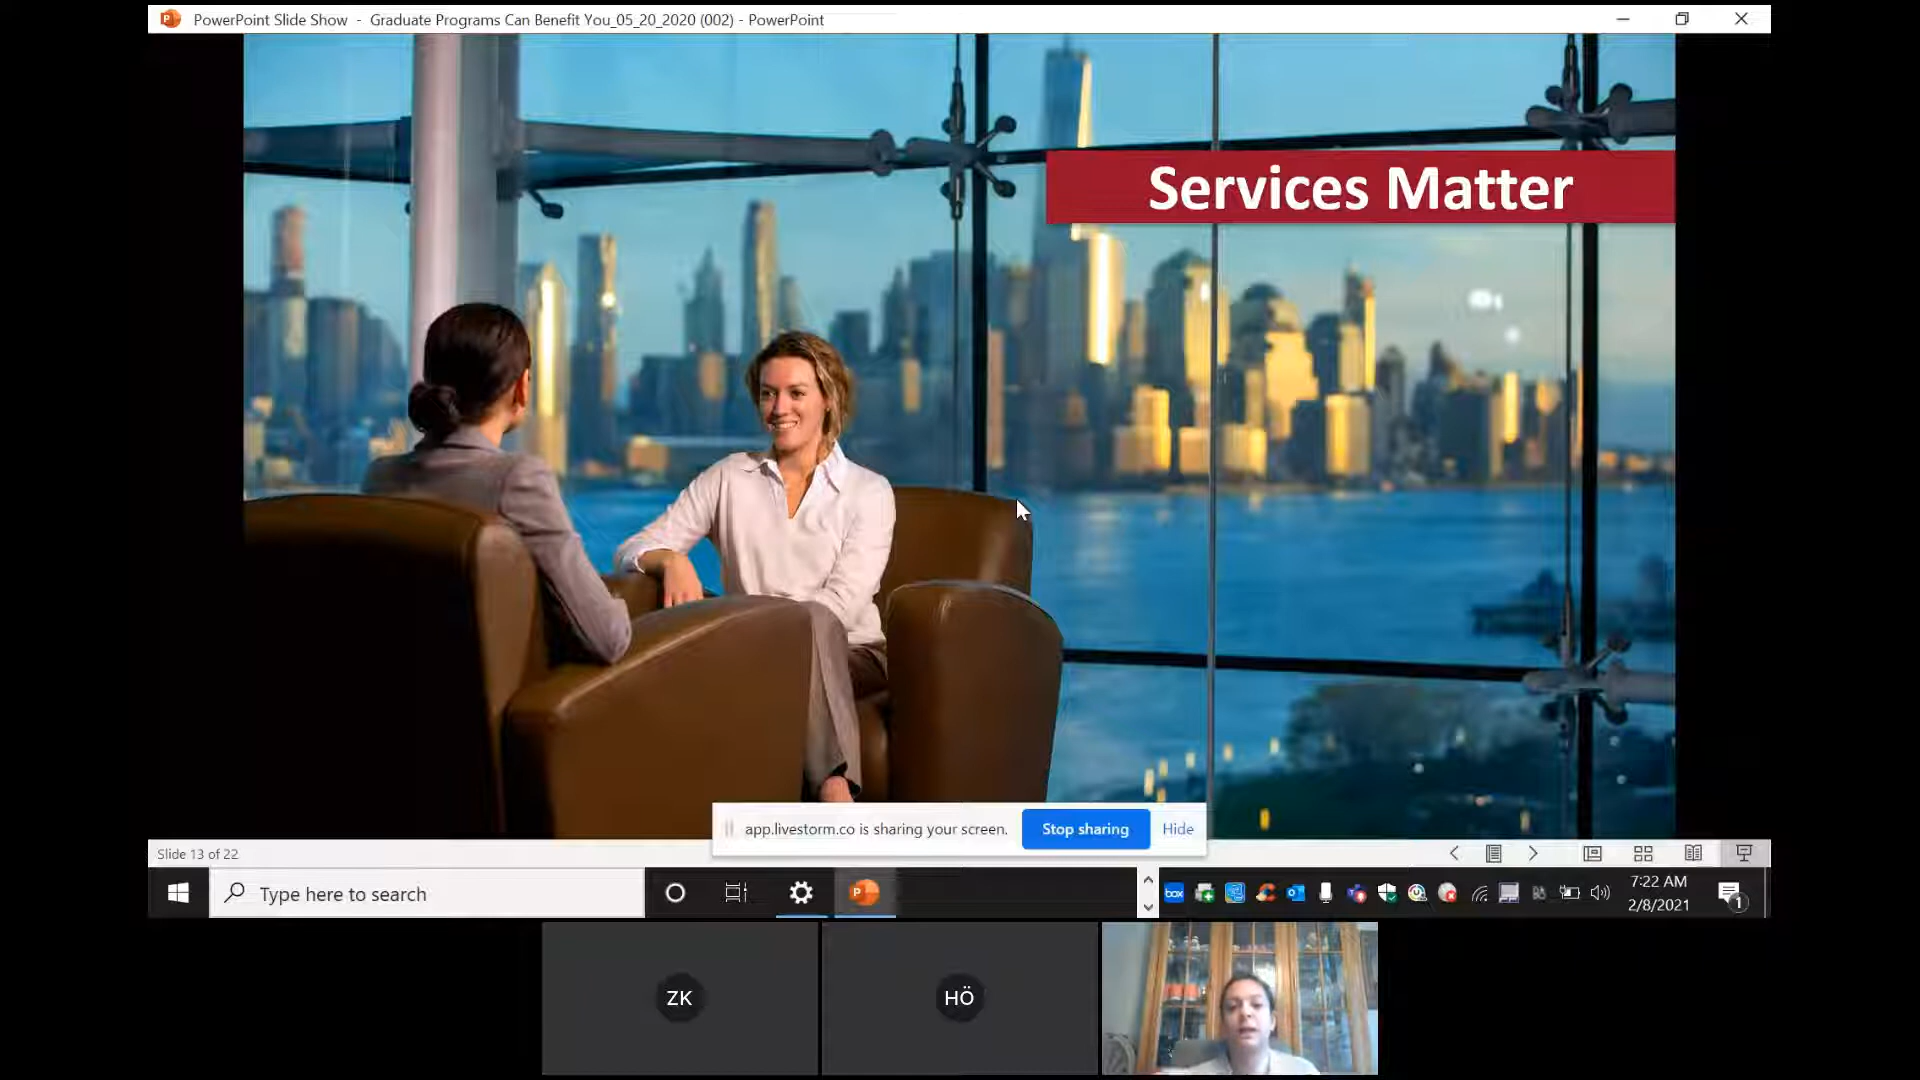 PowerPoint Slide Show - Graduate Programs Can Benefit You_05_20_2020 (002) - PowerPoint
Services Matter
app.livestorm.co is sharing your screen.
Stop sharing
Hide
Slide 13 of 22
Type here to search
box
7:22 AM
2/8/2021
1
ZK
HÖ